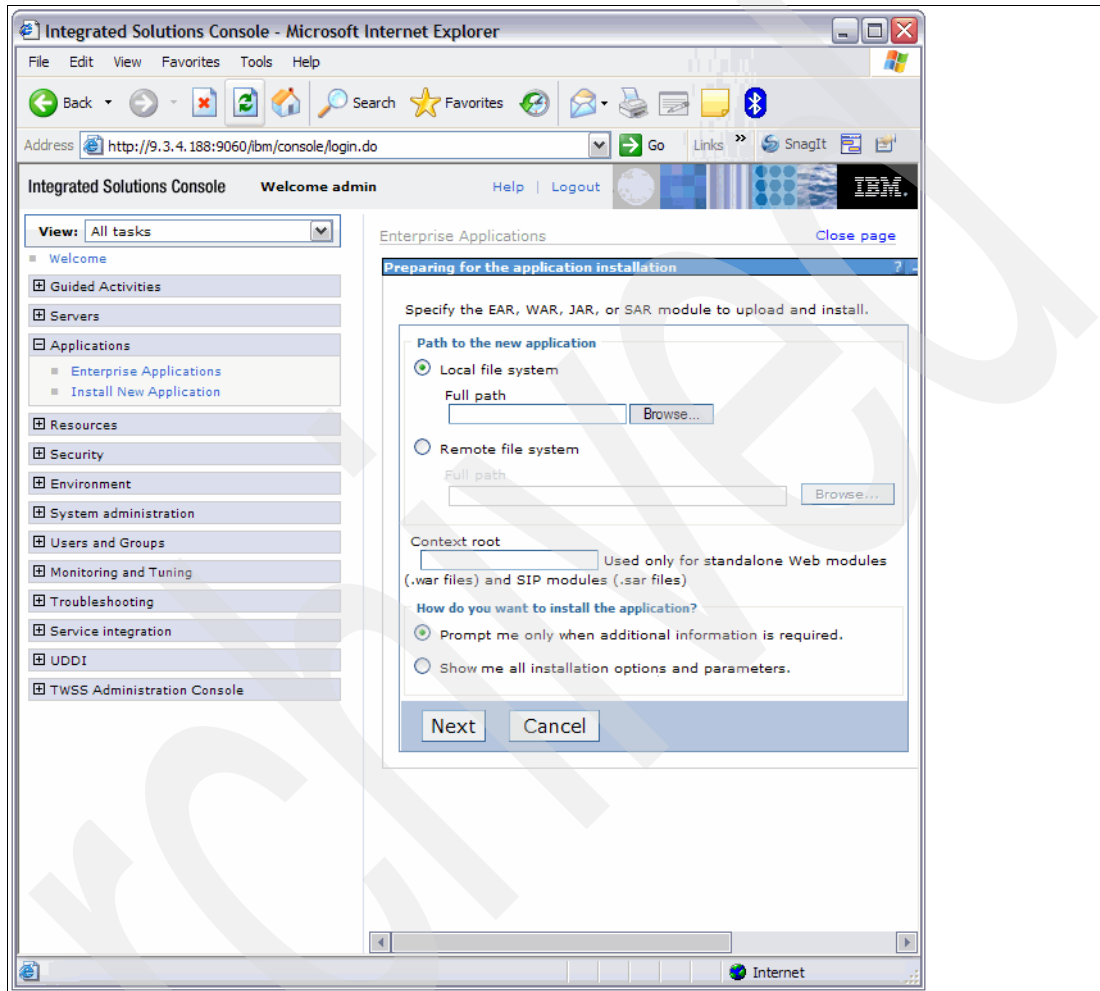 Integrated Solutions Console - Microsoft Internet Explorer
File Edit View Favorites Tools Help
Back Search Favorites
Address http://9.3.4.188:9060/ibm/console/login.do Go Links » SnagIt
Integrated Solutions Console Welcome admin Help | Logout IBM.
View: All tasks
Welcome
Guided Activities
Servers
Applications
Enterprise Applications
Install New Application
Resources
Security
Environment
System administration
Users and Groups
Monitoring and Tuning
Troubleshooting
Service integration
UDDI
TWSS Administration Console
Enterprise Applications Close page
Preparing for the application installation ? -
Specify the EAR, WAR, JAR, or SAR module to upload and install.
Path to the new application
Local file system
Full path
Browse...
Remote file system
Full path
Browse...
Context root
Used only for standalone Web modules
(.war files) and SIP modules (.sar files)
How do you want to install the application?
Prompt me only when additional information is required.
Show me all installation options and parameters.
Next Cancel
Internet
rchived